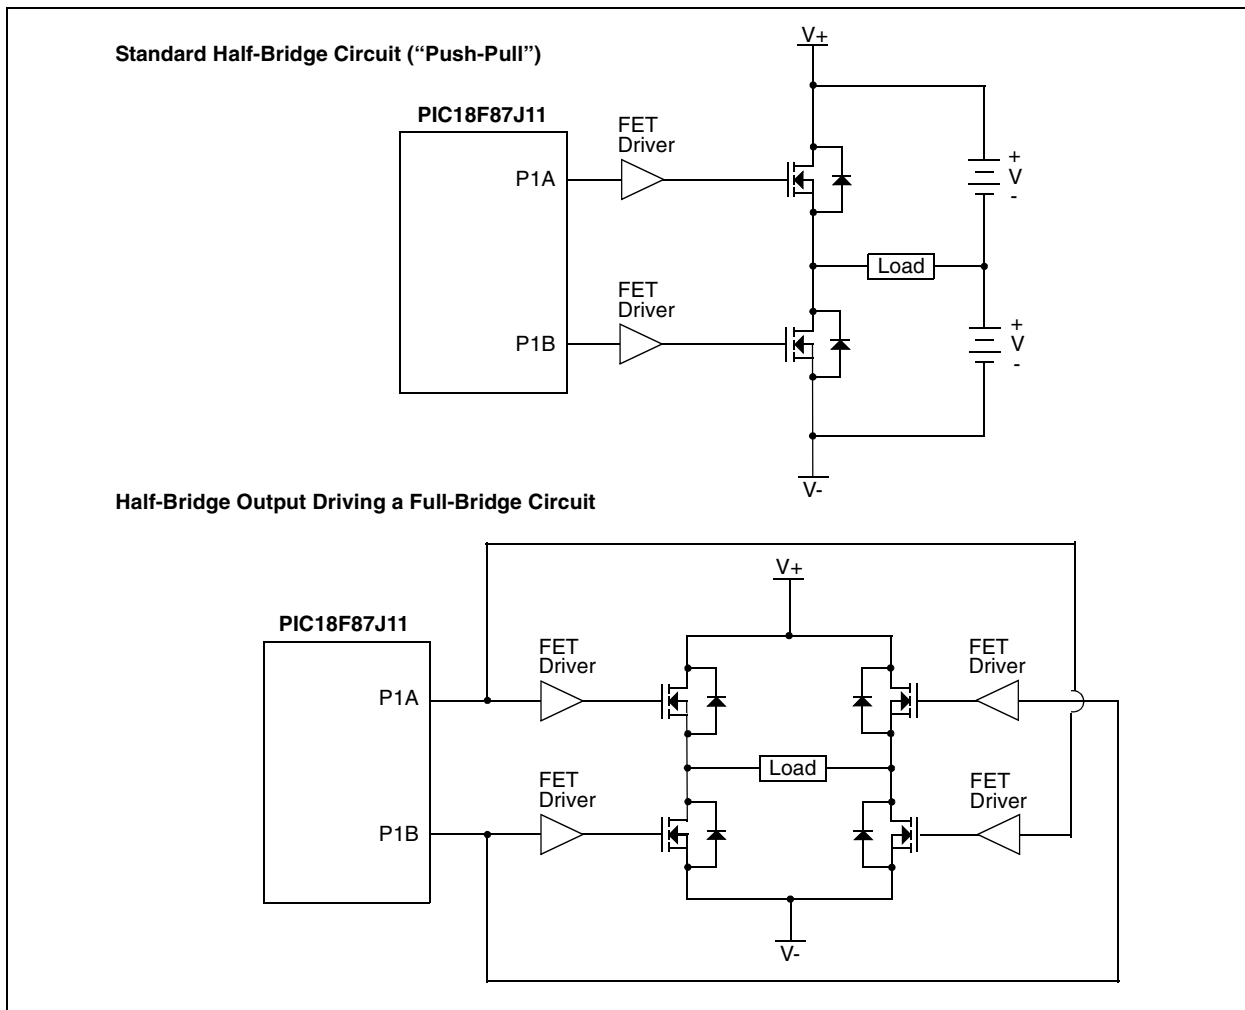 V+
Standard Half-Bridge Circuit (“Push-Pull”)
PIC18F87J11
FET
Driver
P1A
+
V
-
Load
FET
Driver
P1B
+
V
-
V-
Half-Bridge Output Driving a Full-Bridge Circuit
V+
PIC18F87J11
FET
Driver
FET
Driver
P1A
Load
FET
Driver
FET
Driver
P1B
V-